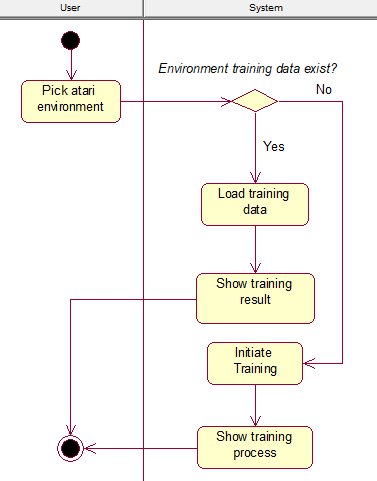 User
System
Environment training data exist?
Pick atari
environment
No
Yes
Load training
data
Show training
result
Initiate
Training
Show training
process